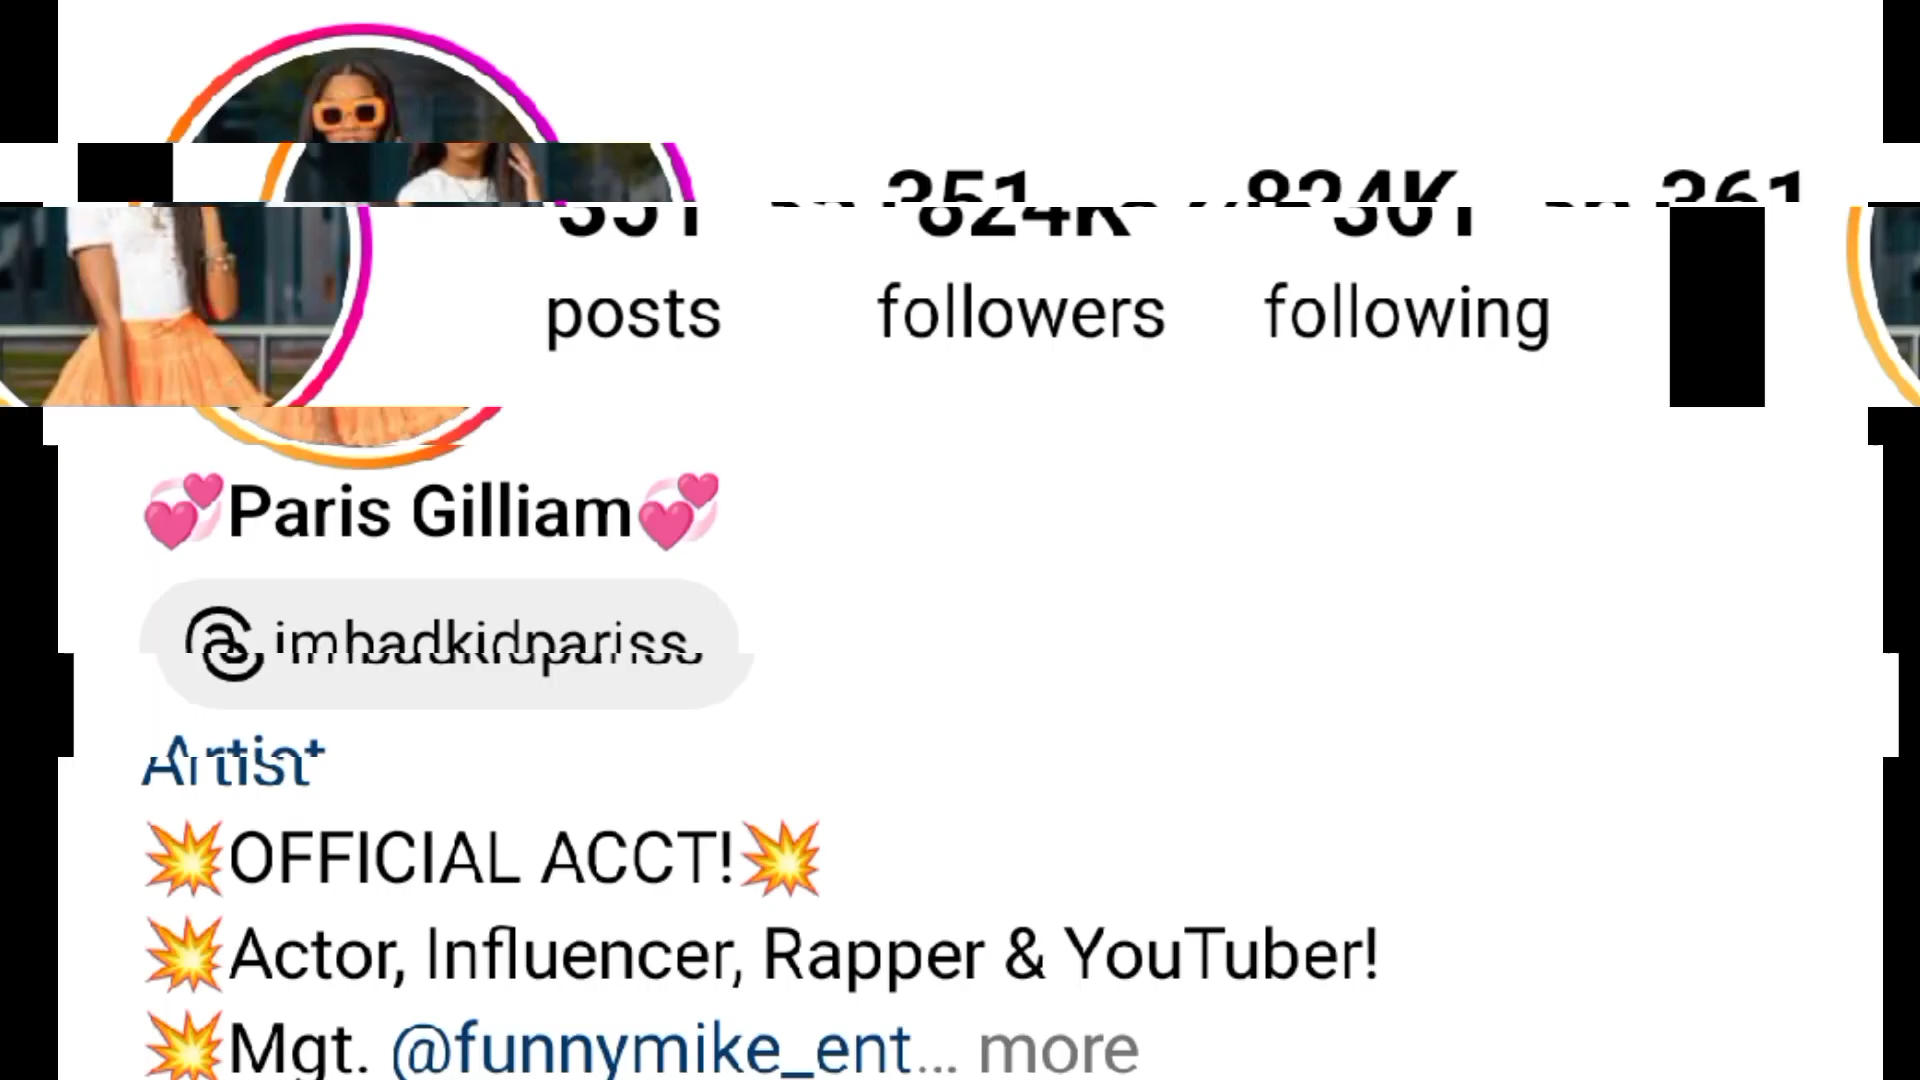 351 824K 361
posts followers following
💞Paris Gilliam💞
imbadkidpariss
Artist
💥OFFICIAL ACCT!💥
💥Actor, Influencer, Rapper & YouTuber!
💥Mgt. @funnymike_ent... more